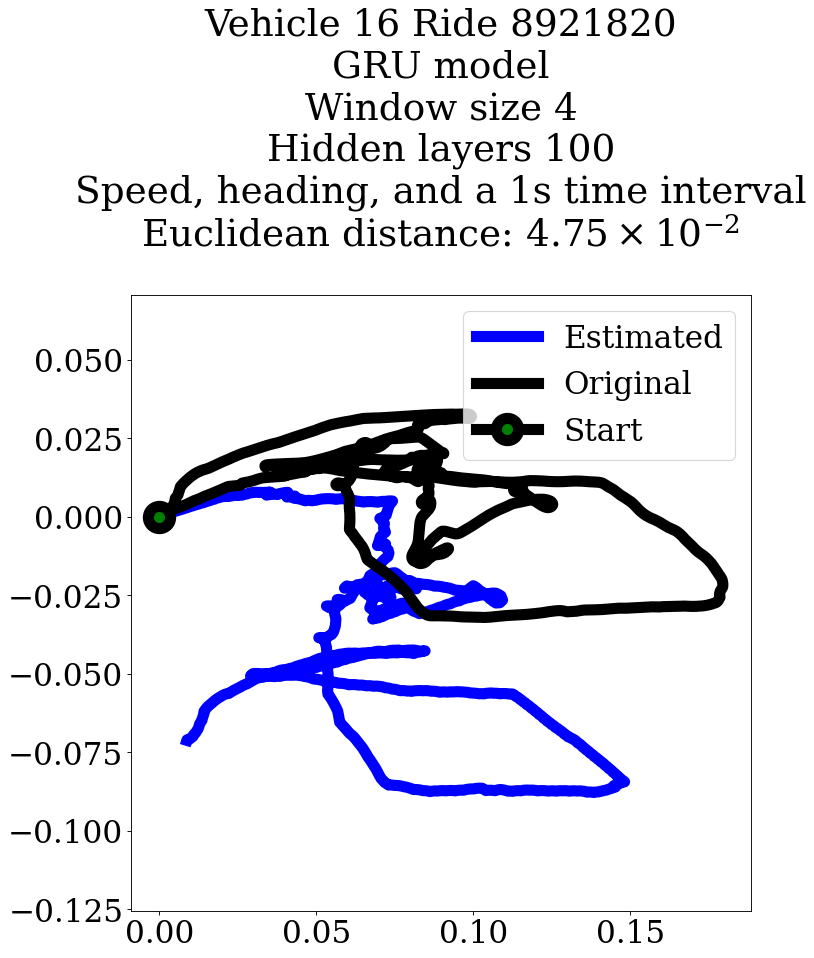 Vehicle 16 Ride 8921820
GRU model
Window size 4
Hidden layers 100
Speed, heading, and a 1s time interval
Euclidean distance: 4.75 × 10⁻²
Estimated
Original
Start
0.050
0.025
0.000
−0.025
−0.050
−0.075
−0.100
−0.125
0.00 0.05 0.10 0.15